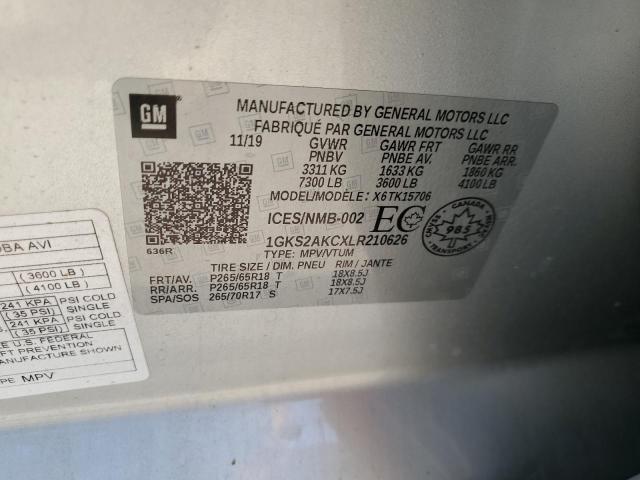 GM
MANUFACTURED BY GENERAL MOTORS LLC
FABRIQUÉ PAR GENERAL MOTORS LLC
11/19 GVWR GAWR FRT GAWR RR
PNBV PNBE AV. PNBE ARR.
3311 KG 1633 KG 1860 KG
7300 LB 3600 LB 4100 LB
MODEL/MODÈLE: X6TK15706
ICES/NMB-002 EC CANADA 985
1GKS2AKCXLR210626
636R TYPE: MPV/VTUM
TIRE SIZE / DIM. PNEU RIM / JANTE
FRT/AV. P265/65R18 T 18X8.5J
RR/ARR. P265/65R18 T 18X8.5J
SPA/SOS 265/70R17 S 17X7.5J
OBA AVI
(3600 LB)
(4100 LB)
241 KPA PSI COLD
(35 PSI) SINGLE
241 KPA PSI COLD
(35 PSI) SINGLE
E U.S. FEDERAL
FT PREVENTION
MANUFACTURE SHOWN
PE MPV